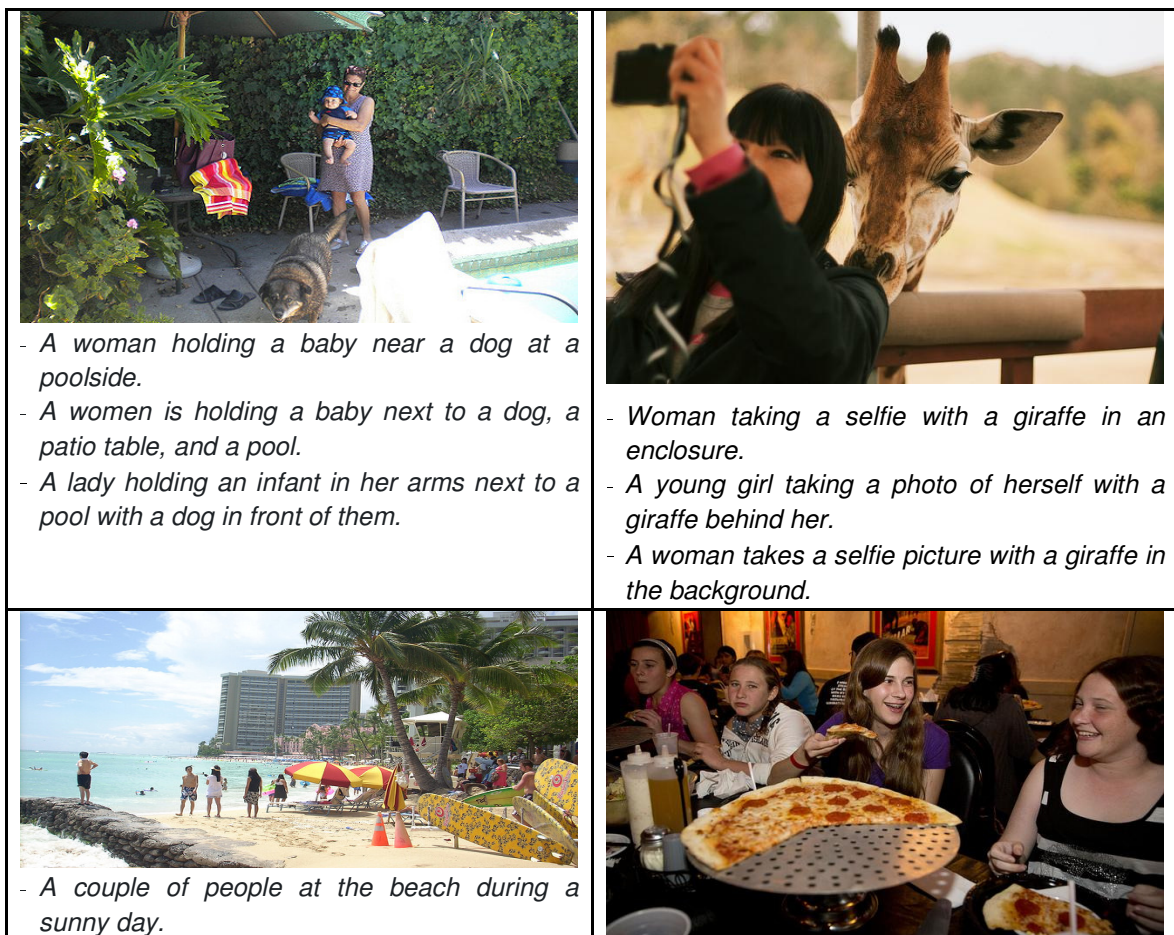 - A woman holding a baby near a dog at a
poolside.
- A women is holding a baby next to a dog, a
patio table, and a pool.
- A lady holding an infant in her arms next to a
pool with a dog in front of them.
- Woman taking a selfie with a giraffe in an
enclosure.
- A young girl taking a photo of herself with a
giraffe behind her.
- A woman takes a selfie picture with a giraffe in
the background.
- A couple of people at the beach during a
sunny day.